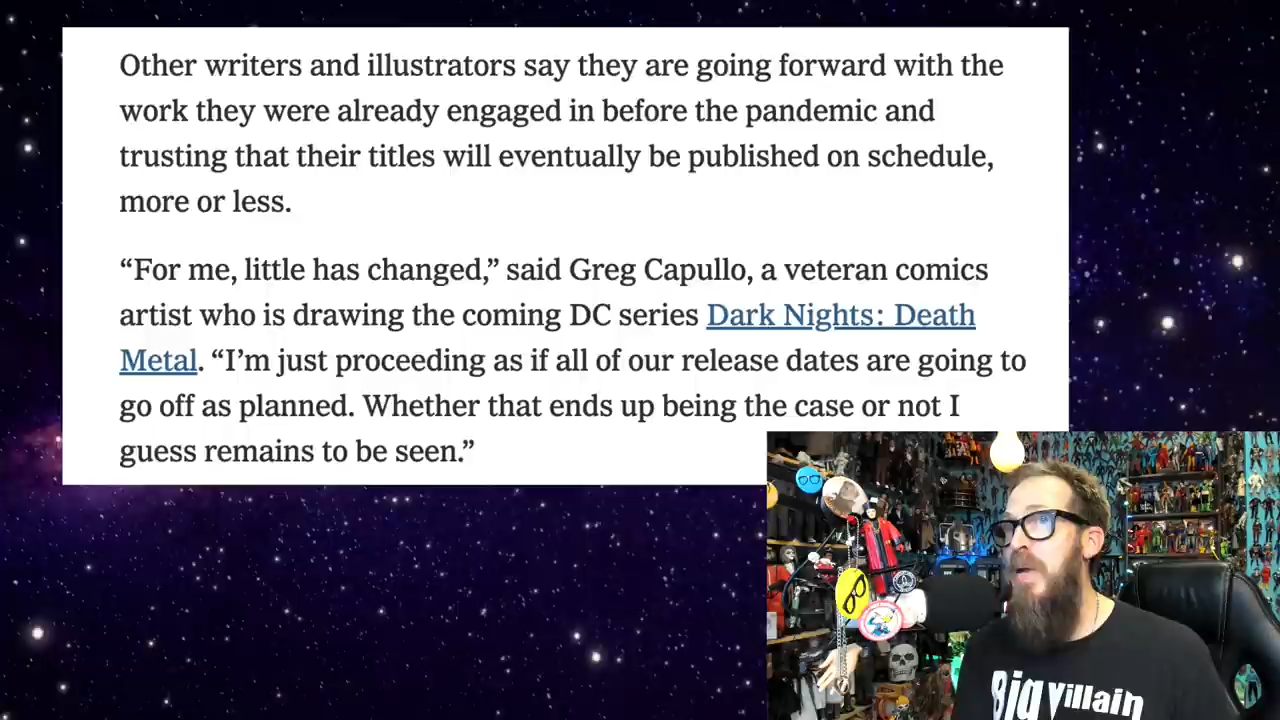 Other writers and illustrators say they are going forward with the
work they were already engaged in before the pandemic and
trusting that their titles will eventually be published on schedule,
more or less.
“For me, little has changed,” said Greg Capullo, a veteran comics
artist who is drawing the coming DC series Dark Nights: Death
Metal. “I’m just proceeding as if all of our release dates are going to
go off as planned. Whether that ends up being the case or not I
guess remains to be seen.”
Big Villain